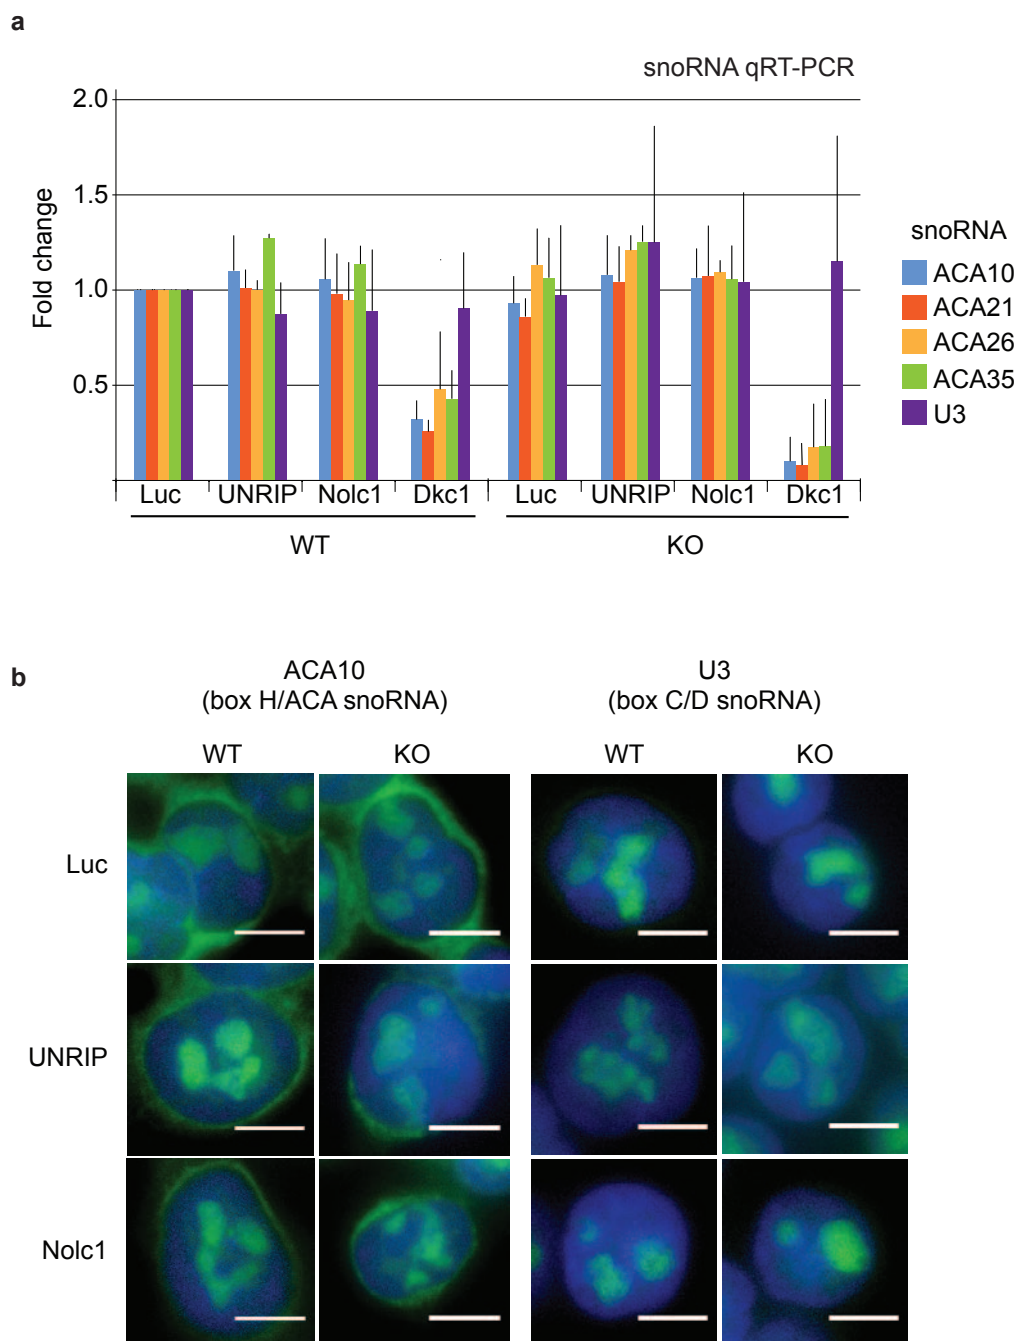 a
snoRNA qRT-PCR
Fold change
2.0
1.5
1.0
0.5
Luc UNRIP Nolc1 Dkc1 Luc UNRIP Nolc1 Dkc1
WT KO
snoRNA
ACA10
ACA21
ACA26
ACA35
U3
b
ACA10 U3
(box H/ACA snoRNA) (box C/D snoRNA)
WT KO WT KO
Luc
UNRIP
Nolc1